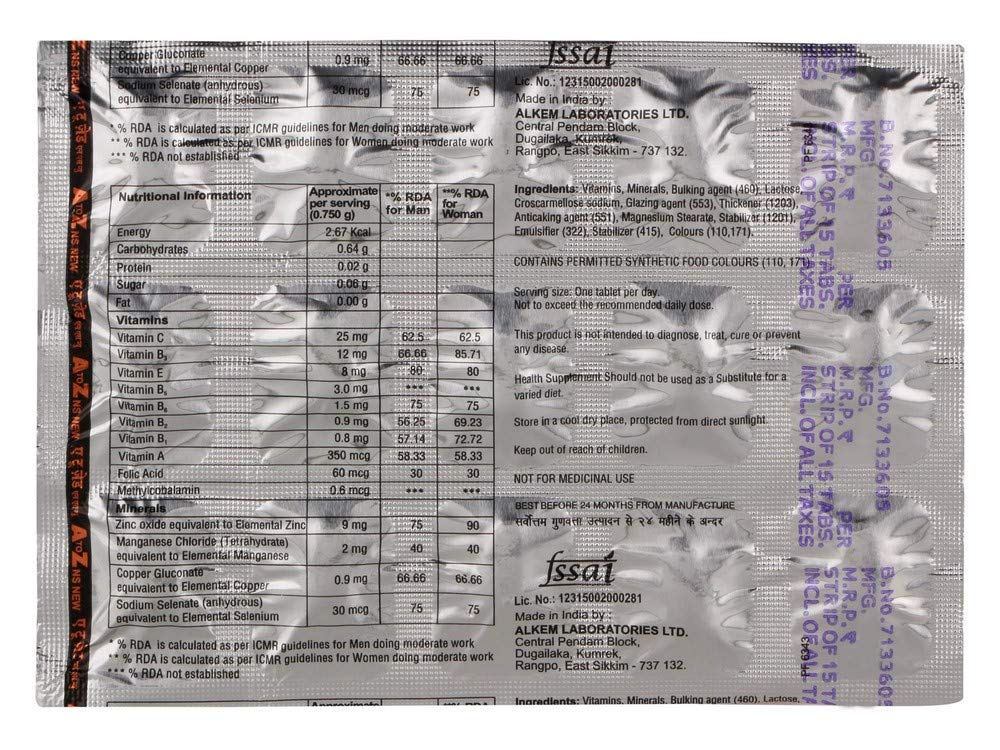 Copper Gluconate
equivalent to Elemental Copper 0.9 mg 66.66 66.66
Sodium Selenate (anhydrous)
equivalent to Elemental Selenium 30 mcg 75 75
* % RDA is calculated as per ICMR guidelines for Men doing moderate work
** % RDA is calculated as per ICMR guidelines for Women doing moderate work
*** % RDA not established
Nutritional Information Approximate per serving (0.750 g) *% RDA for Man **% RDA for Woman
Energy 2.67 Kcal
Carbohydrates 0.64 g
Protein 0.02 g
Sugar 0.06 g
Fat 0.00 g
Vitamins
Vitamin C 25 mg 62.5 62.5
Vitamin B₃ 12 mg 66.66 85.71
Vitamin E 8 mg 80 80
Vitamin B₅ 3.0 mg *** ***
Vitamin B₆ 1.5 mg 75 75
Vitamin B₂ 0.9 mg 56.25 69.23
Vitamin B₁ 0.8 mg 57.14 72.72
Vitamin A 350 mcg 58.33 58.33
Folic Acid 60 mcg 30 30
Methylcobalamin 0.6 mcg *** ***
Minerals
Zinc oxide equivalent to Elemental Zinc 9 mg 75 90
Manganese Chloride (Tetrahydrate)
equivalent to Elemental Manganese 2 mg 40 40
Copper Gluconate
equivalent to Elemental Copper 0.9 mg 66.66 66.66
Sodium Selenate (anhydrous)
equivalent to Elemental Selenium 30 mcg 75 75
* % RDA is calculated as per ICMR guidelines for Men doing moderate work
** % RDA is calculated as per ICMR guidelines for Women doing moderate work
*** % RDA not established
Approximate **% RDA
fssai
Lic. No.: 12315002000281
Made in India by :
ALKEM LABORATORIES LTD.
Central Pendam Block,
Dugailaka, Kumrek,
Rangpo, East Sikkim - 737 132.
Ingredients: Vitamins, Minerals, Bulking agent (460), Lactose,
Croscarmellose sodium, Glazing agent (553), Thickener (1203),
Anticaking agent (551), Magnesium Stearate, Stabilizer (1201),
Emulsifier (322), Stabilizer (415), Colours (110,171).
CONTAINS PERMITTED SYNTHETIC FOOD COLOURS (110, 17
Serving size: One tablet per day.
Not to exceed the recommended daily dose.
This product is not intended to diagnose, treat, cure or prevent
any disease.
Health Supplement Should not be used as a Substitute for a
varied diet.
Store in a cool dry place, protected from direct sunlight.
Keep out of reach of children.
NOT FOR MEDICINAL USE
BEST BEFORE 24 MONTHS FROM MANUFACTURE
सर्वोत्तम गुणवत्ता उत्पादन से २४ महीने के अन्दर
fssai
Lic. No.: 12315002000281
Made in India by :
ALKEM LABORATORIES LTD.
Central Pendam Block,
Dugailaka, Kumrek,
Rangpo, East Sikkim - 737 132.
Ingredients: Vitamins, Minerals, Bulking agent (460), Lactose,
A TO Z NS NEW
A TO Z NS NEW
A TO Z NS NEW
PF6343
B.No.7133605
MFG.
M.R.P.₹ PER
STRIP OF 15 TABS.
INCL.OF ALL TAXES
B.No.7133605
MFG.
M.R.P.₹ PER
STRIP OF 15 TABS.
INCL.OF ALL TAXES
B.No.713360
MFG.
M.R.P.₹
STRIP OF 15 T
INCL.OF ALL T